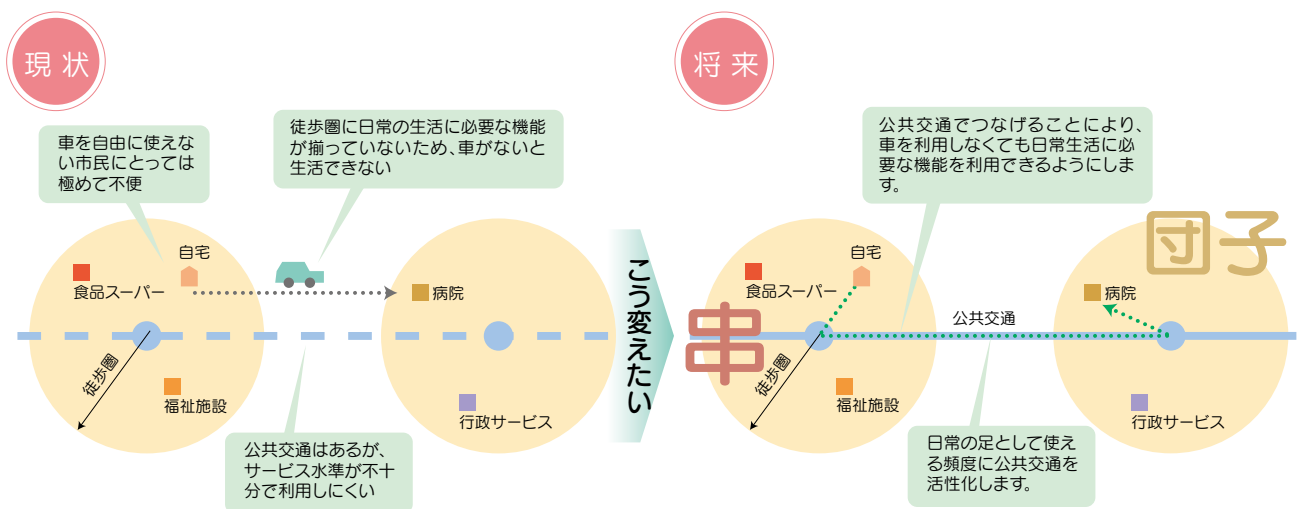 現状
車を自由に使えな
い市民にとっては
極めて不便
徒歩圏に日常の生活に必要な機能
が揃っていないため、車がないと
生活できない
自宅
食品スーパー
病院
徒歩圏
福祉施設
行政サービス
公共交通はあるが、
サービス水準が不十
分で利用しにくい
こう変えたい
将来
公共交通でつなげることにより、
車を利用しなくても日常生活に必
要な機能を利用できるようにしま
す。
団子
自宅
食品スーパー
病院
串
公共交通
徒歩圏
福祉施設
行政サービス
日常の足として使え
る頻度に公共交通を
活性化します。